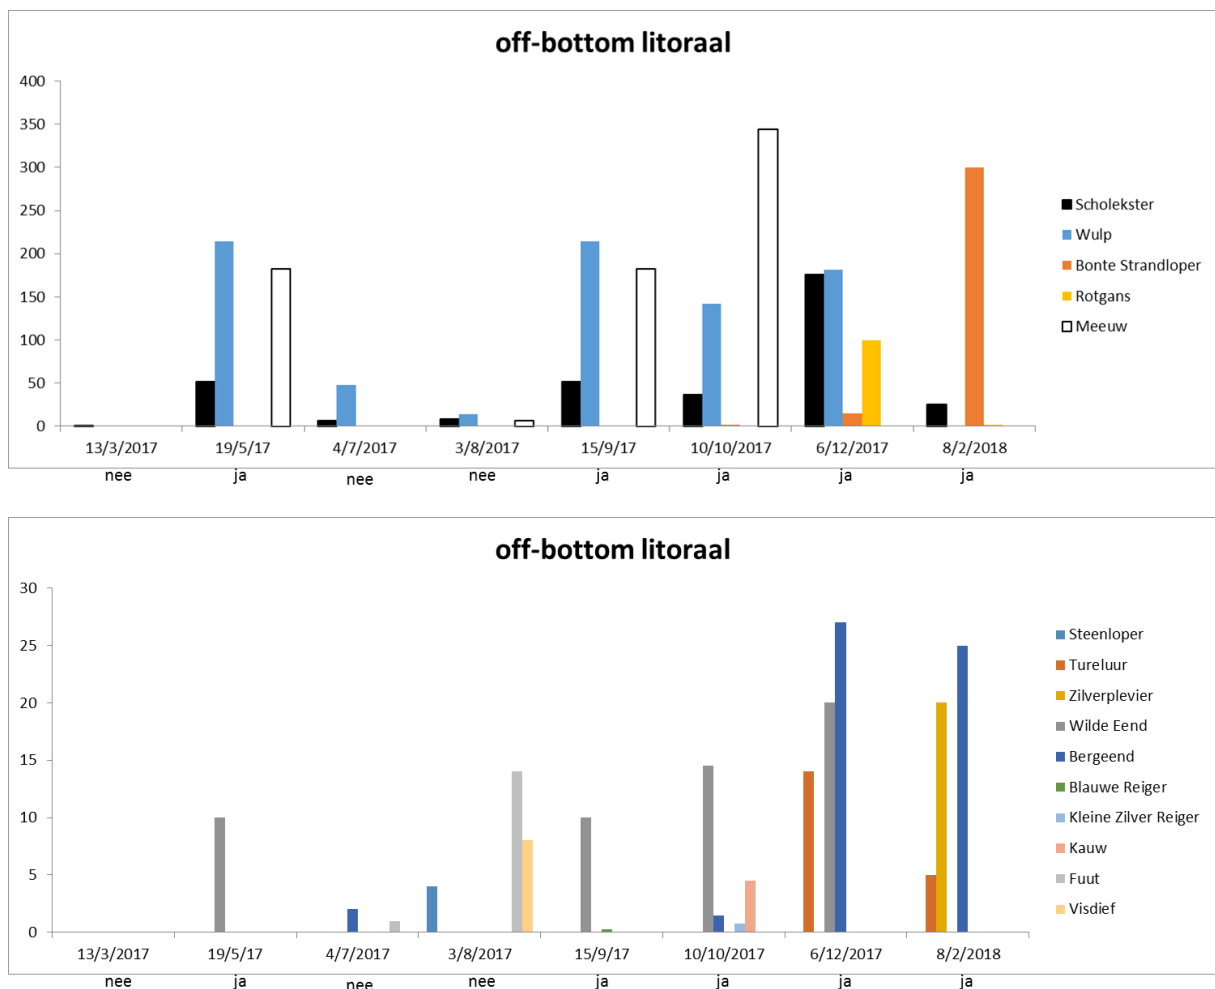 off-bottom litoraal
400
350
300
250
200
150
100
50
0
13/3/2017 19/5/17 4/7/2017 3/8/2017 15/9/17 10/10/2017 6/12/2017 8/2/2018
nee ja nee nee ja ja ja ja
Scholekster
Wulp
Bonte Strandloper
Rotgans
Meeuw
off-bottom litoraal
30
25
20
15
10
5
0
13/3/2017 19/5/17 4/7/2017 3/8/2017 15/9/17 10/10/2017 6/12/2017 8/2/2018
nee ja nee nee ja ja ja ja
Steenloper
Tureluur
Zilverplevier
Wilde Eend
Bergeend
Blauwe Reiger
Kleine Zilver Reiger
Kauw
Fuut
Visdief